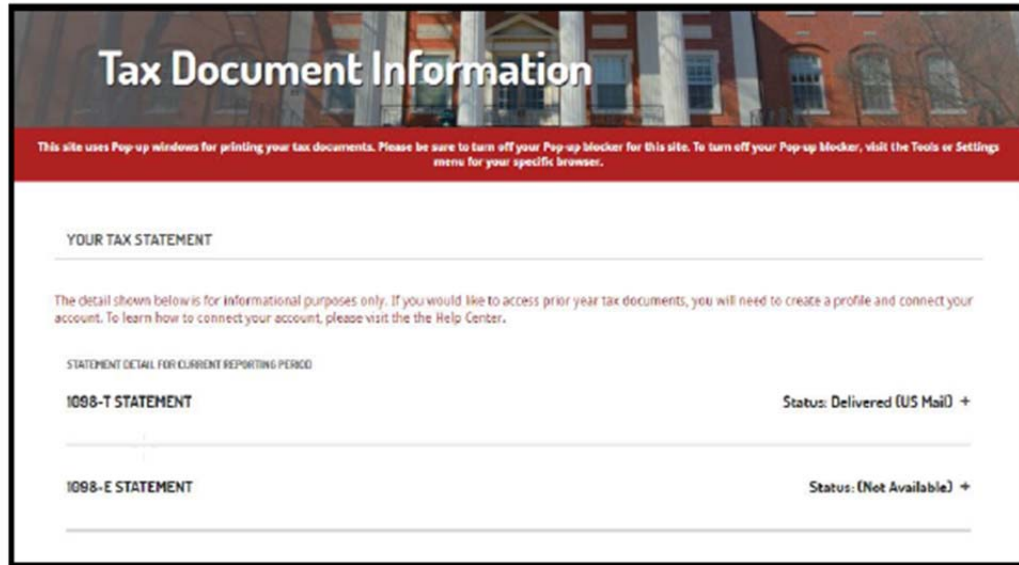 Tax Document Information
This site uses Pop-up windows for printing your tax documents. Please be sure to turn off your Pop-up blocker for this site. To turn off your Pop-up blocker, visit the Tools or Settings
menu for your specific browser.
YOUR TAX STATEMENT
The detail shown below is for informational purposes only. If you would like to access prior year tax documents, you will need to create a profile and connect your
account. To learn how to connect your account, please visit the the Help Center.
STATEMENT DETAIL FOR CURRENT REPORTING PERIOD
1098-T STATEMENT Status: Delivered (US Mail) +
1098-E STATEMENT Status: (Not Available) +